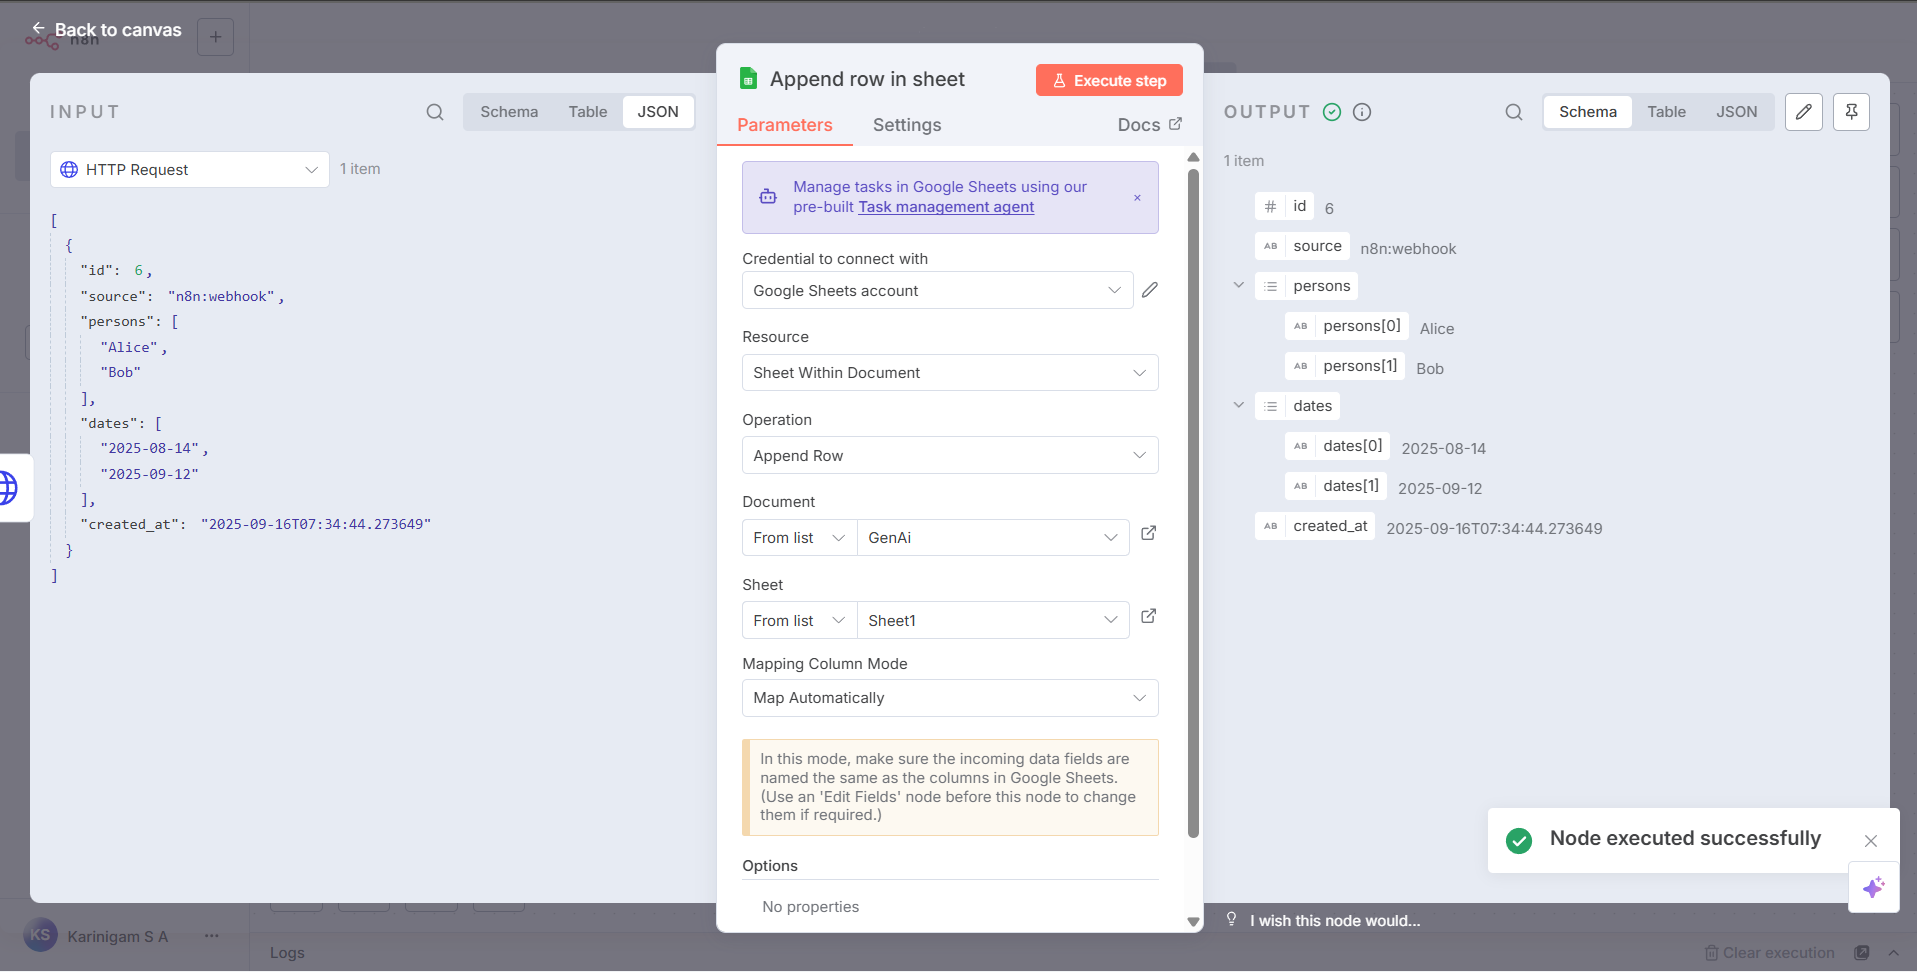 Back to canvas
n8n
INPUT
Schema
Table
JSON
HTTP Request
1 item
[
{
"id": 6,
"source": "n8n:webhook",
"persons": [
"Alice",
"Bob"
],
"dates": [
"2025-08-14",
"2025-09-12"
],
"created_at": "2025-09-16T07:34:44.273649"
}
]
Append row in sheet
Execute step
Parameters
Settings
Docs
Manage tasks in Google Sheets using our
pre-built Task management agent
×
Credential to connect with
Google Sheets account
Resource
Sheet Within Document
Operation
Append Row
Document
From list
GenAi
Sheet
From list
Sheet1
Mapping Column Mode
Map Automatically
In this mode, make sure the incoming data fields are
named the same as the columns in Google Sheets.
(Use an 'Edit Fields' node before this node to change
them if required.)
Options
No properties
OUTPUT
Schema
Table
JSON
1 item
# id 6
AB source n8n:webhook
persons
AB persons[0] Alice
AB persons[1] Bob
dates
AB dates[0] 2025-08-14
AB dates[1] 2025-09-12
AB created_at 2025-09-16T07:34:44.273649
Node executed successfully
I wish this node would...
KS
Karinigam S A
Logs
Clear execution